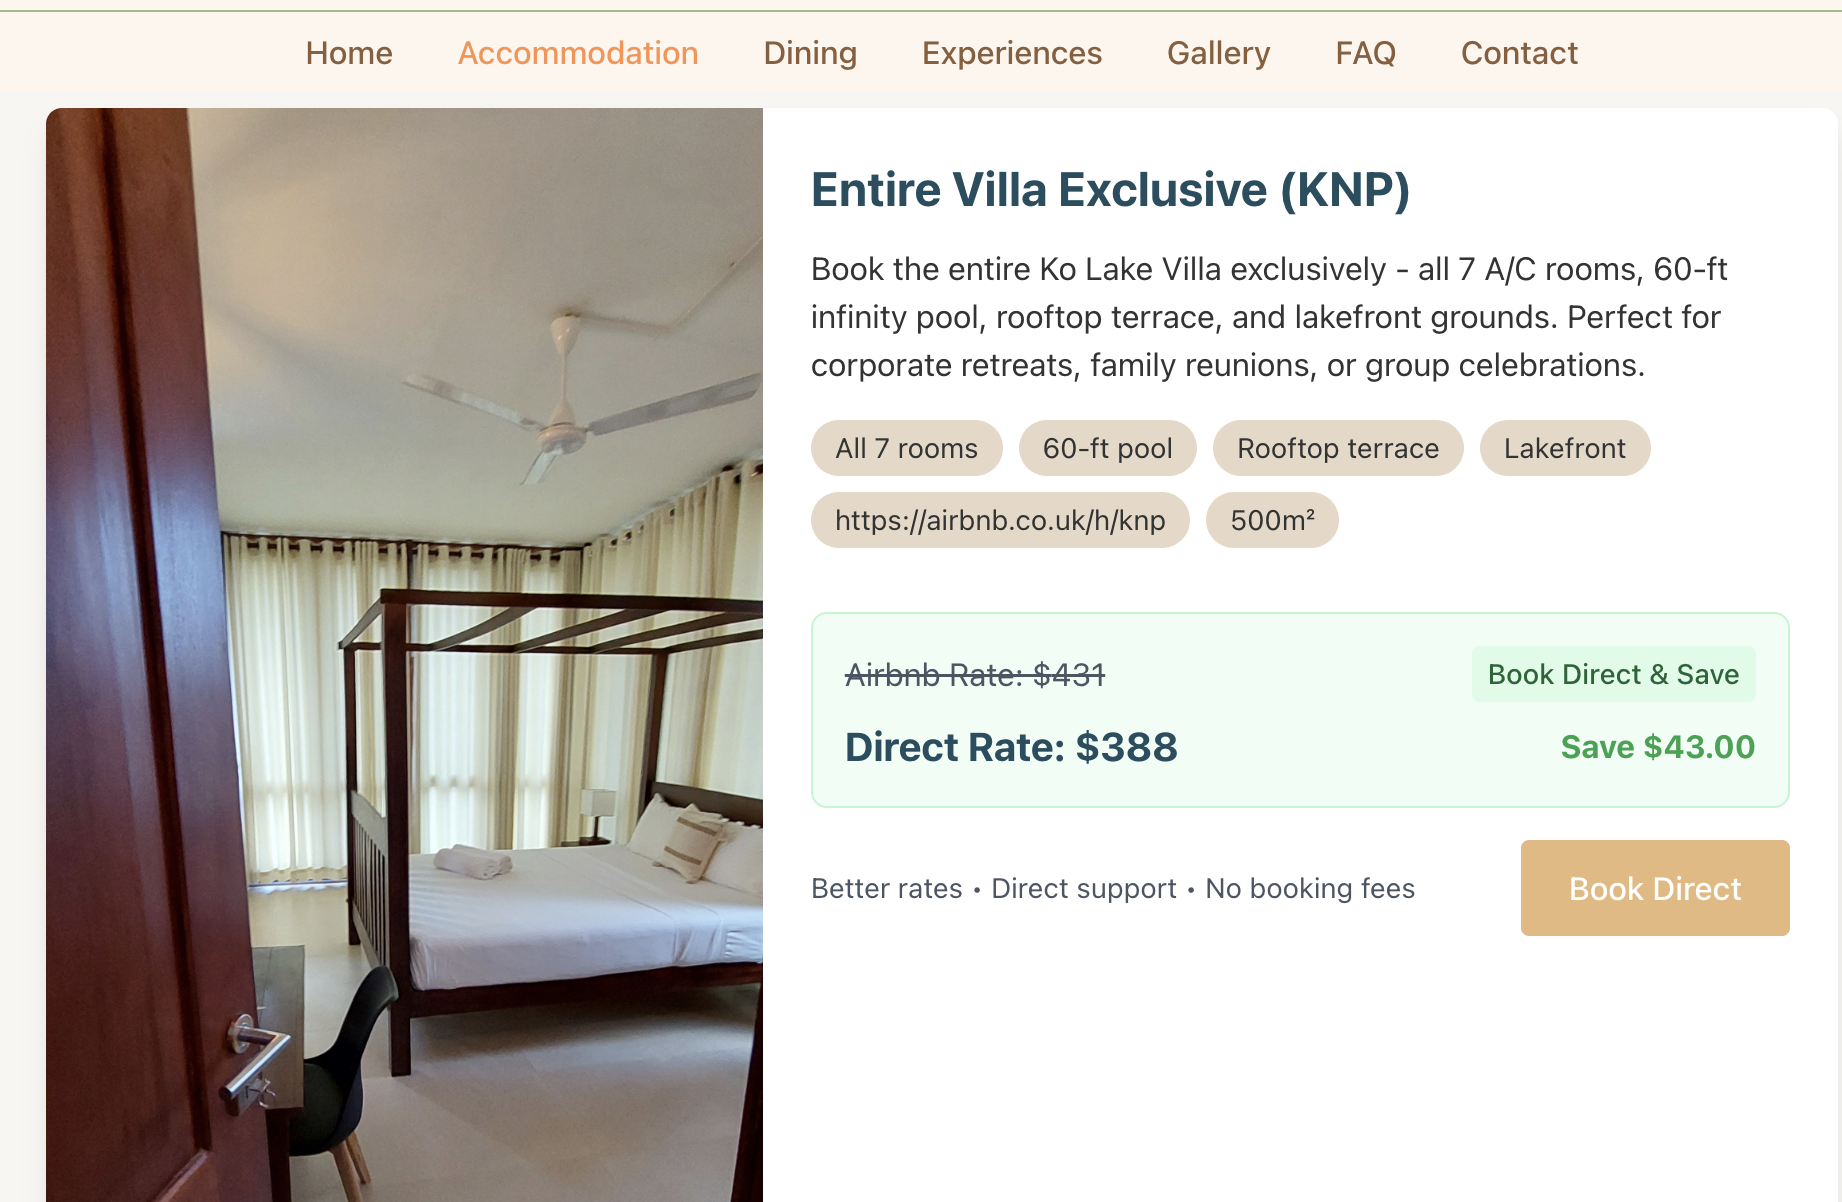 Home Accommodation Dining Experiences Gallery FAQ Contact
Entire Villa Exclusive (KNP)
Book the entire Ko Lake Villa exclusively - all 7 A/C rooms, 60-ft
infinity pool, rooftop terrace, and lakefront grounds. Perfect for
corporate retreats, family reunions, or group celebrations.
All 7 rooms 60-ft pool Rooftop terrace Lakefront
https://airbnb.co.uk/h/knp 500m²
Airbnb Rate: $431 Book Direct & Save
Direct Rate: $388 Save $43.00
Better rates • Direct support • No booking fees Book Direct